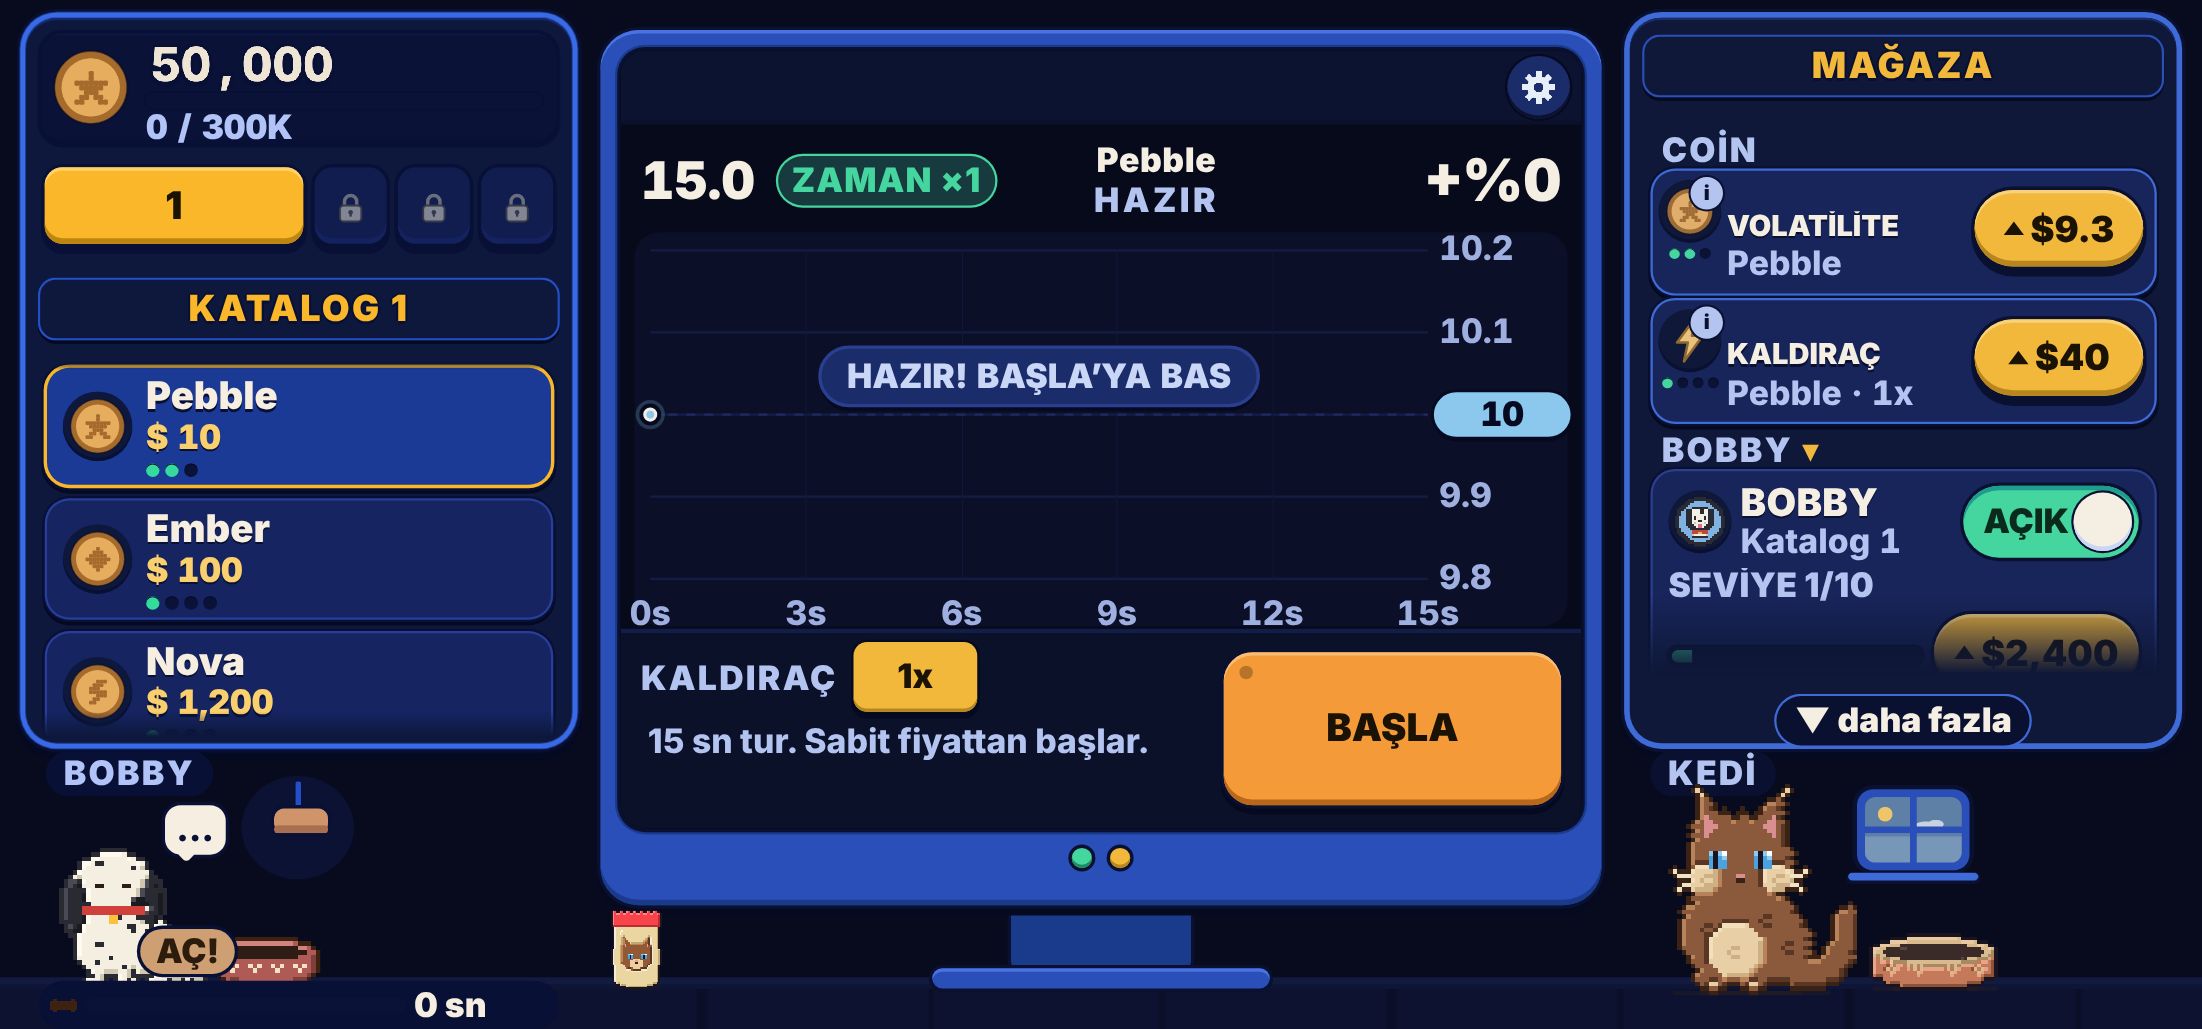 50,000
0 / 300K
1
KATALOG 1
Pebble
$ 10
Ember
$ 100
Nova
$ 1,200
BOBBY
...
AÇ!
0 sn
15.0
ZAMAN ×1
Pebble
HAZIR
+%0
10.2
10.1
HAZIR! BAŞLA’YA BAS
10
9.9
9.8
0s 3s 6s 9s 12s 15s
KALDIRAÇ 1x
15 sn tur. Sabit fiyattan başlar.
BAŞLA
MAĞAZA
COİN
i
VOLATİLİTE
Pebble
$9.3
i
KALDIRAÇ
Pebble · 1x
$40
BOBBY
BOBBY
Katalog 1
AÇIK
SEVİYE 1/10
$2,400
daha fazla
KEDİ